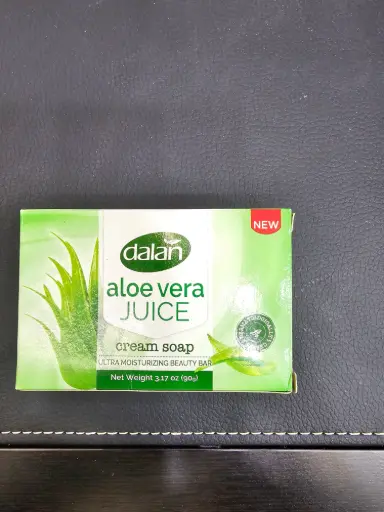 NEW
dalan
aloe vera
JUICE
cream soap
ULTRA MOISTURIZING BEAUTY BAR
Net Weight 3.17 oz (90g)